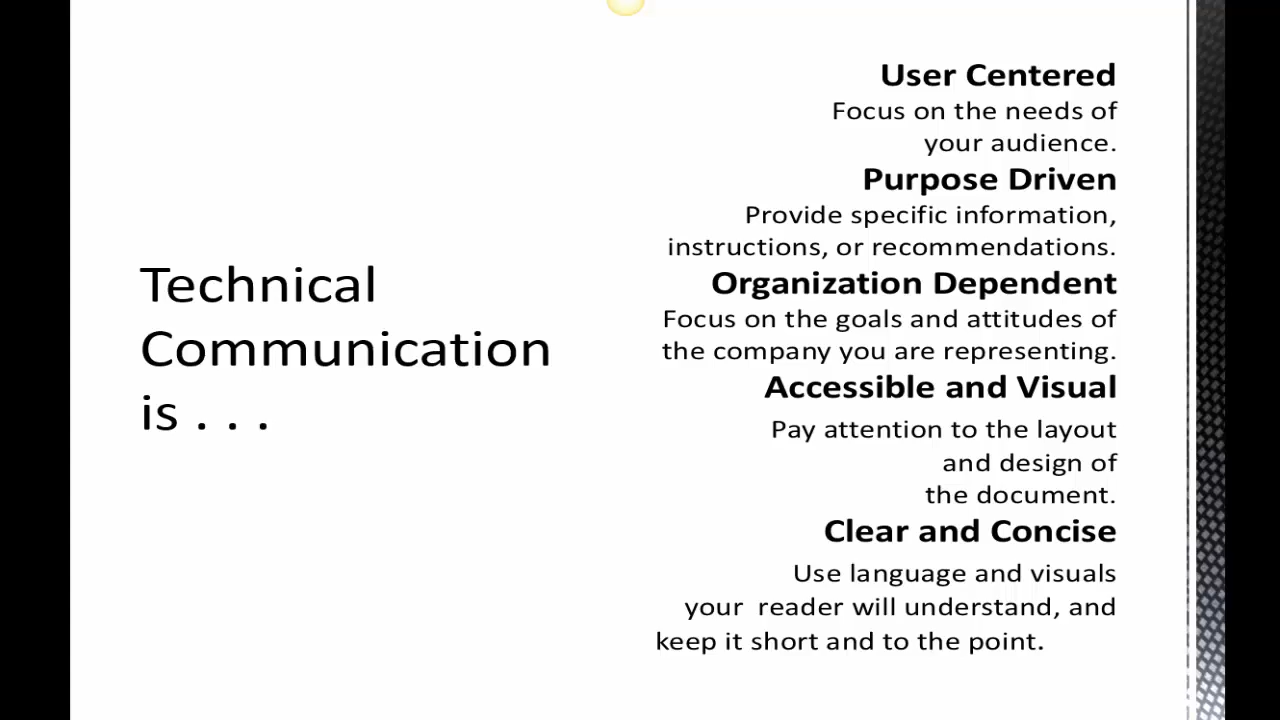 Technical
Communication
is . . .
User Centered
Focus on the needs of
your audience.
Purpose Driven
Provide specific information,
instructions, or recommendations.
Organization Dependent
Focus on the goals and attitudes of
the company you are representing.
Accessible and Visual
Pay attention to the layout
and design of
the document.
Clear and Concise
Use language and visuals
your  reader will understand, and
keep it short and to the point.